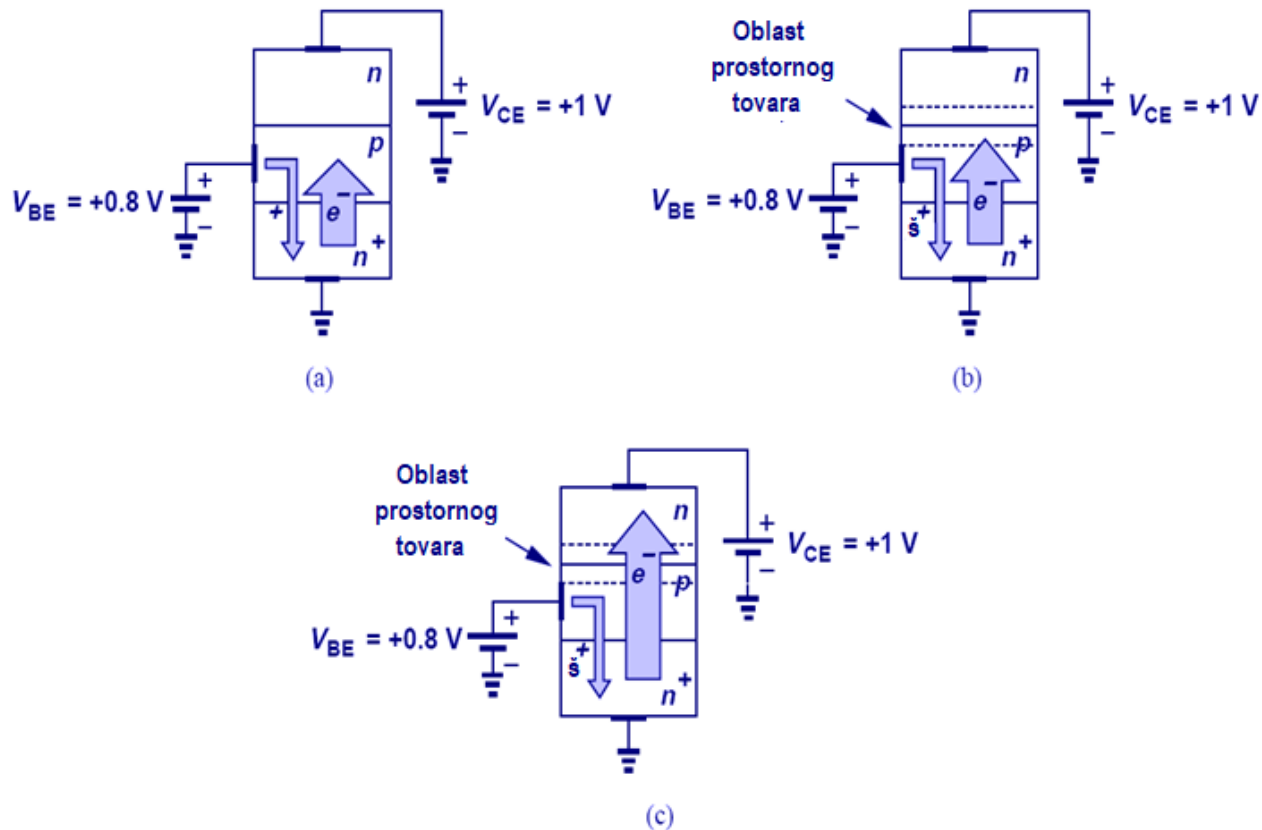 n
+
V_CE = +1 V
−
p
+
V_BE = +0.8 V
−
+
e⁻
n⁺
(a)
Oblast
prostornog
tovara
n
+
V_CE = +1 V
−
p
+
V_BE = +0.8 V
−
š⁺
e⁻
n⁺
(b)
Oblast
prostornog
tovara
n
+
V_CE = +1 V
−
e⁻
p
+
V_BE = +0.8 V
−
š⁺
n⁺
(c)